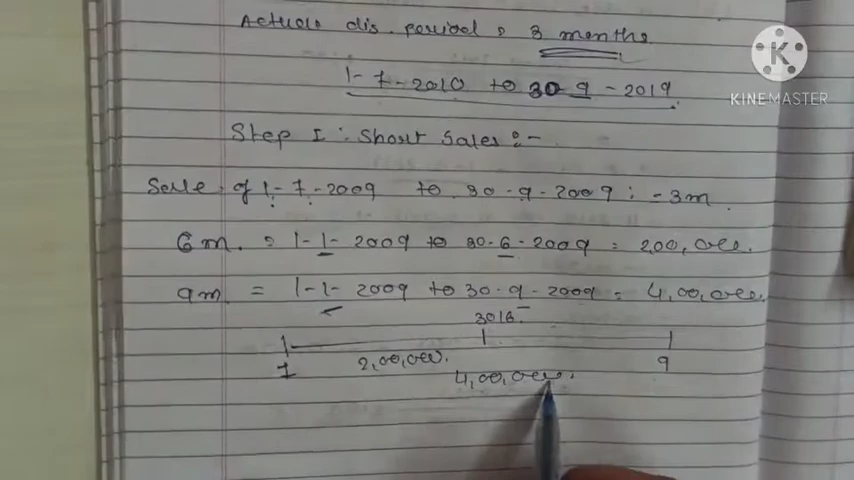 Actual dis. period : 3 months
1-7-2010 to 30-9-2019
Step I : Short Sales :-
Sale of 1-7-2009 to 30-9-2009 : -3m.
6m. = 1-1-2009 to 30-6-2009 = 200,000.
9m = 1-1-2009 to 30-9-2009 = 4,00,000.
30/6
2,00,000.
1 9
4,00,000.
K
KINEMASTER